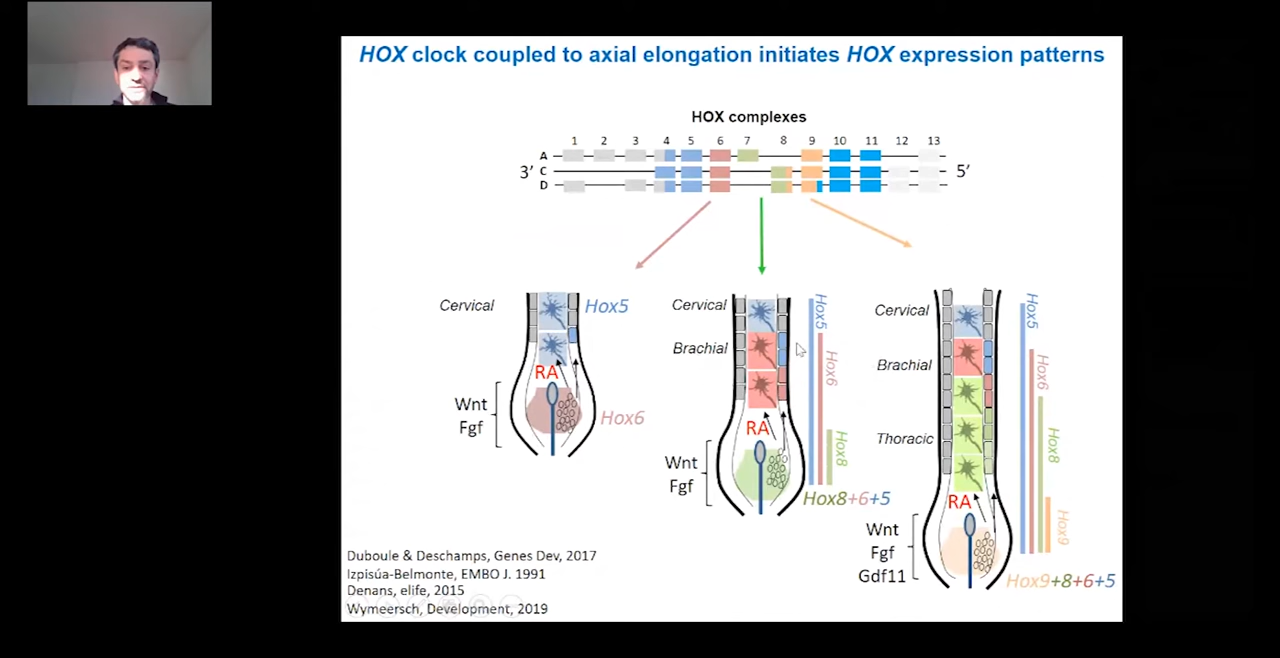 HOX clock coupled to axial elongation initiates HOX expression patterns
HOX complexes
1 2 3 4 5 6 7 8 9 10 11 12 13
A
3' C 5'
D
Cervical
Hox5
RA
Wnt
Fgf
Hox6
Cervical
Brachial
Hox5
Hox6
Hox8
RA
Wnt
Fgf
Hox8+6+5
Cervical
Brachial
Thoracic
Hox5
Hox6
Hox8
Hox9
RA
Wnt
Fgf
Gdf11
Hox9+8+6+5
Duboule & Deschamps, Genes Dev, 2017
Izpisúa-Belmonte, EMBO J. 1991
Denans, elife, 2015
Wymeersch, Development, 2019